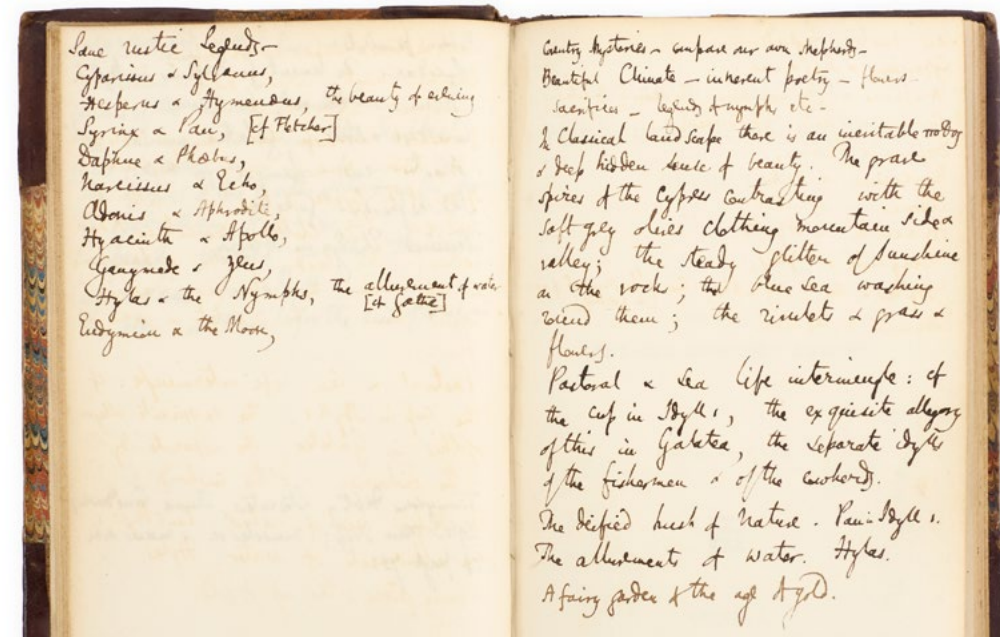 Some rustic Legends—
Cyparissus & Sylvanus,
Hesperus & Hymenaeus, the beauty of evening
Syrinx & Pan, [cf Fletcher]
Daphne & Phœbus,
Narcissus & Echo,
Adonis & Aphrodite,
Hyacinth & Apollo,
Ganymede & Zeus,
Hylas & the Nymphs, the allurement of water
[cf Goethe]
Endymion & the Moon,
Country Mysteries – compare our own shepherds –
Beautiful Climate – inherent poetry – flowers –
sacrifices – legends of nymphs etc –
In Classical landscape there is an inevitable
& deep hidden sense of beauty. The grave
spires of the Cypress contrasting with the
soft grey olives clothing mountain side &
valley; the steady glitter of sunshine
on the rocks; the blue sea washing
round them; the rivulets & grass &
flowers.
Pastoral & Sea life intermingle: cf
the cup in Idyll 1, the exquisite allegory
of this in Galatea, the separate idylls
of the fishermen & of the cowherds.
The deified hush of Nature. Pan: Idyll 1.
The allurements of water. Hylas.
A fairy garden of the age of gold.